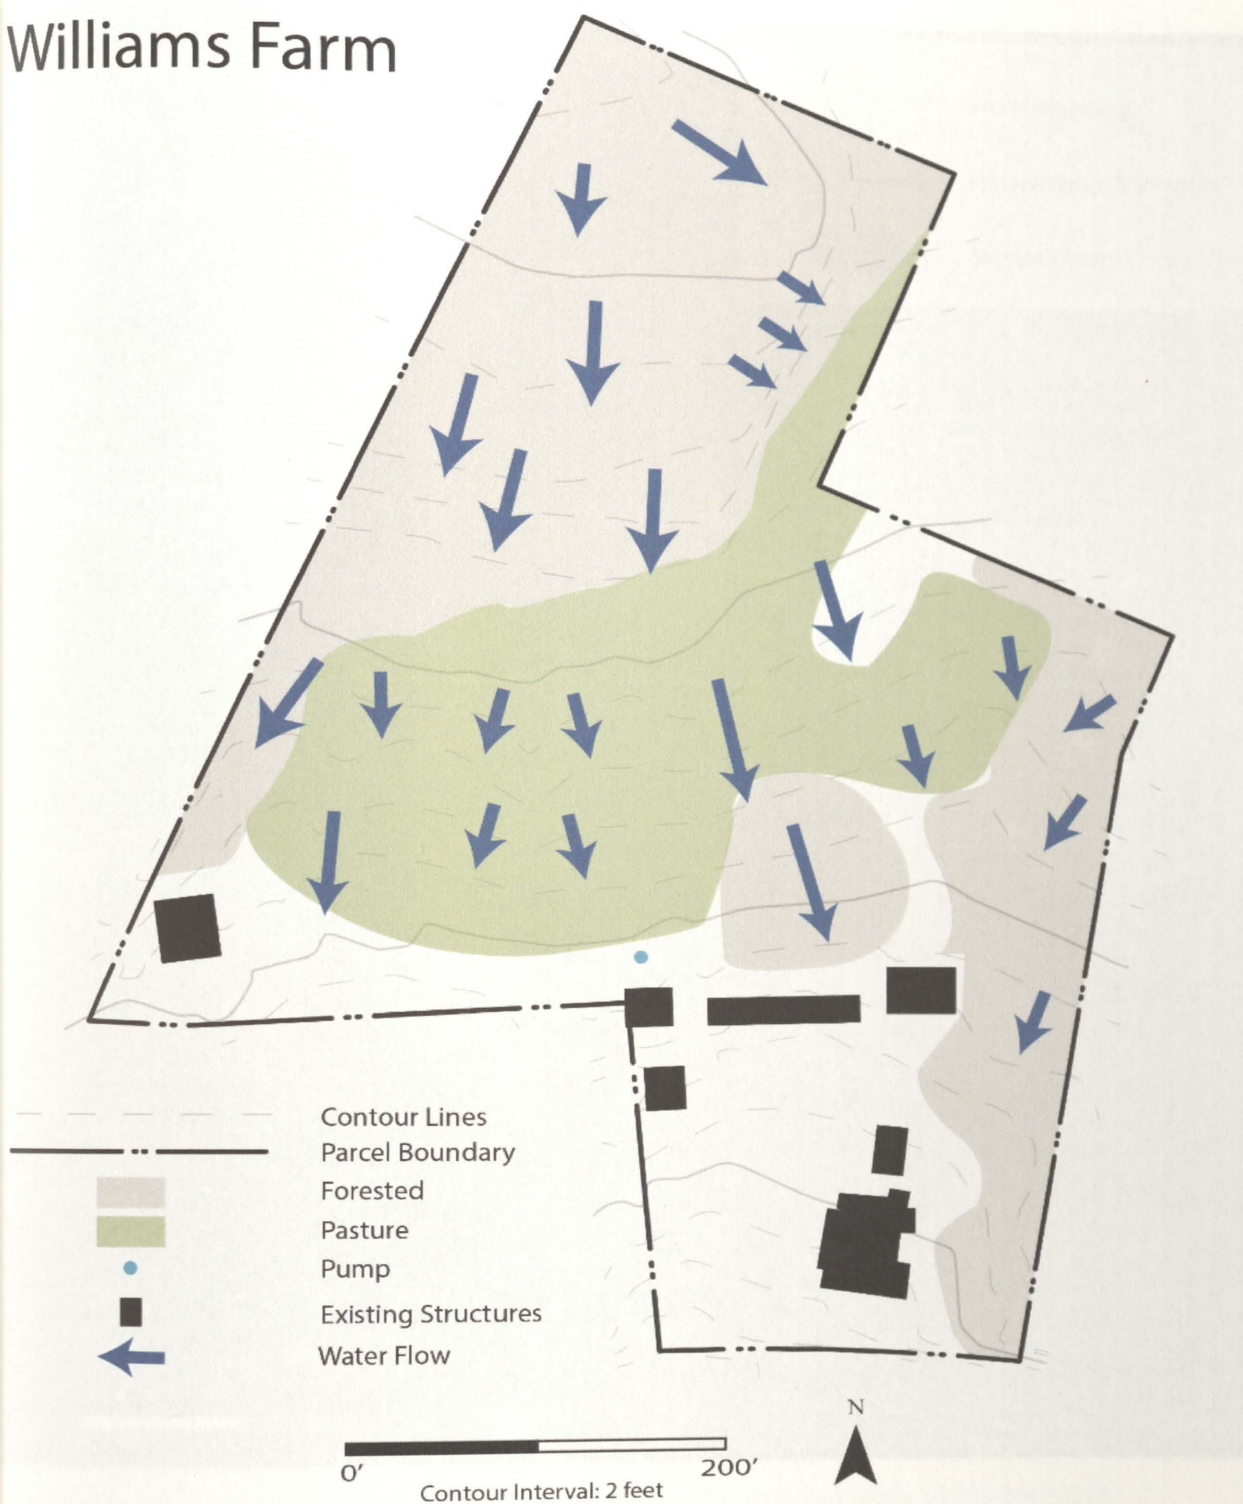 Williams Farm
Contour Lines
Parcel Boundary
Forested
Pasture
Pump
Existing Structures
Water Flow
N
0'
200'
Contour Interval: 2 feet